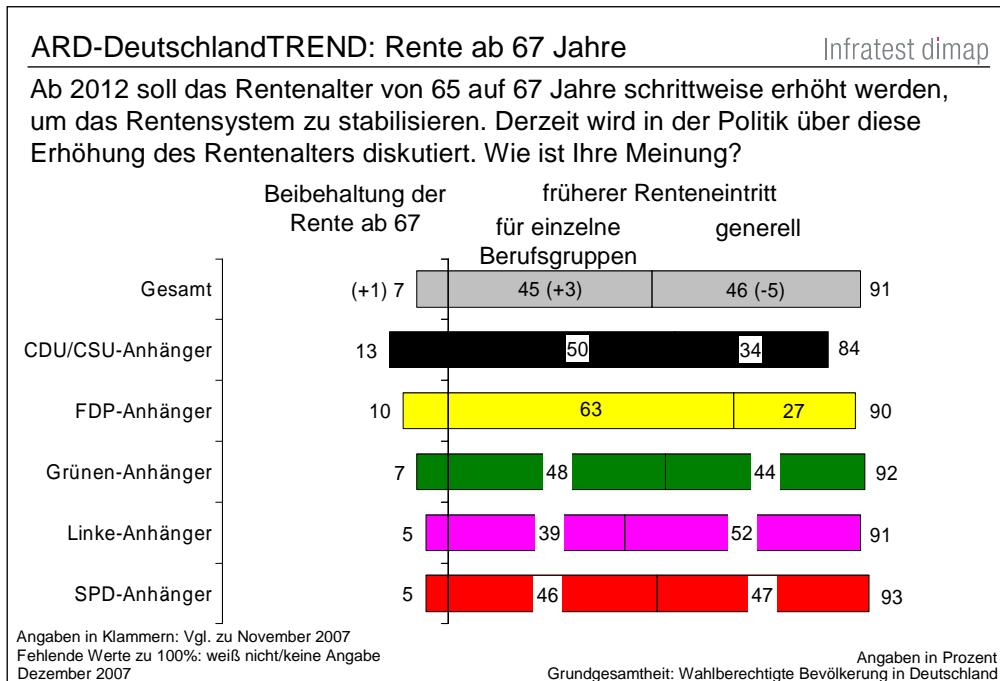 ARD-DeutschlandTREND: Rente ab 67 Jahre
Infratest dimap
Ab 2012 soll das Rentenalter von 65 auf 67 Jahre schrittweise erhöht werden,
um das Rentensystem zu stabilisieren. Derzeit wird in der Politik über diese
Erhöhung des Rentenalters diskutiert. Wie ist Ihre Meinung?
Beibehaltung der
Rente ab 67
früherer Renteneintritt
für einzelne
Berufsgruppen
generell
Gesamt (+1) 7 45 (+3) 46 (-5) 91
CDU/CSU-Anhänger 13 50 34 84
FDP-Anhänger 10 63 27 90
Grünen-Anhänger 7 48 44 92
Linke-Anhänger 5 39 52 91
SPD-Anhänger 5 46 47 93
Angaben in Klammern: Vgl. zu November 2007
Fehlende Werte zu 100%: weiß nicht/keine Angabe
Dezember 2007
Angaben in Prozent
Grundgesamtheit: Wahlberechtigte Bevölkerung in Deutschland